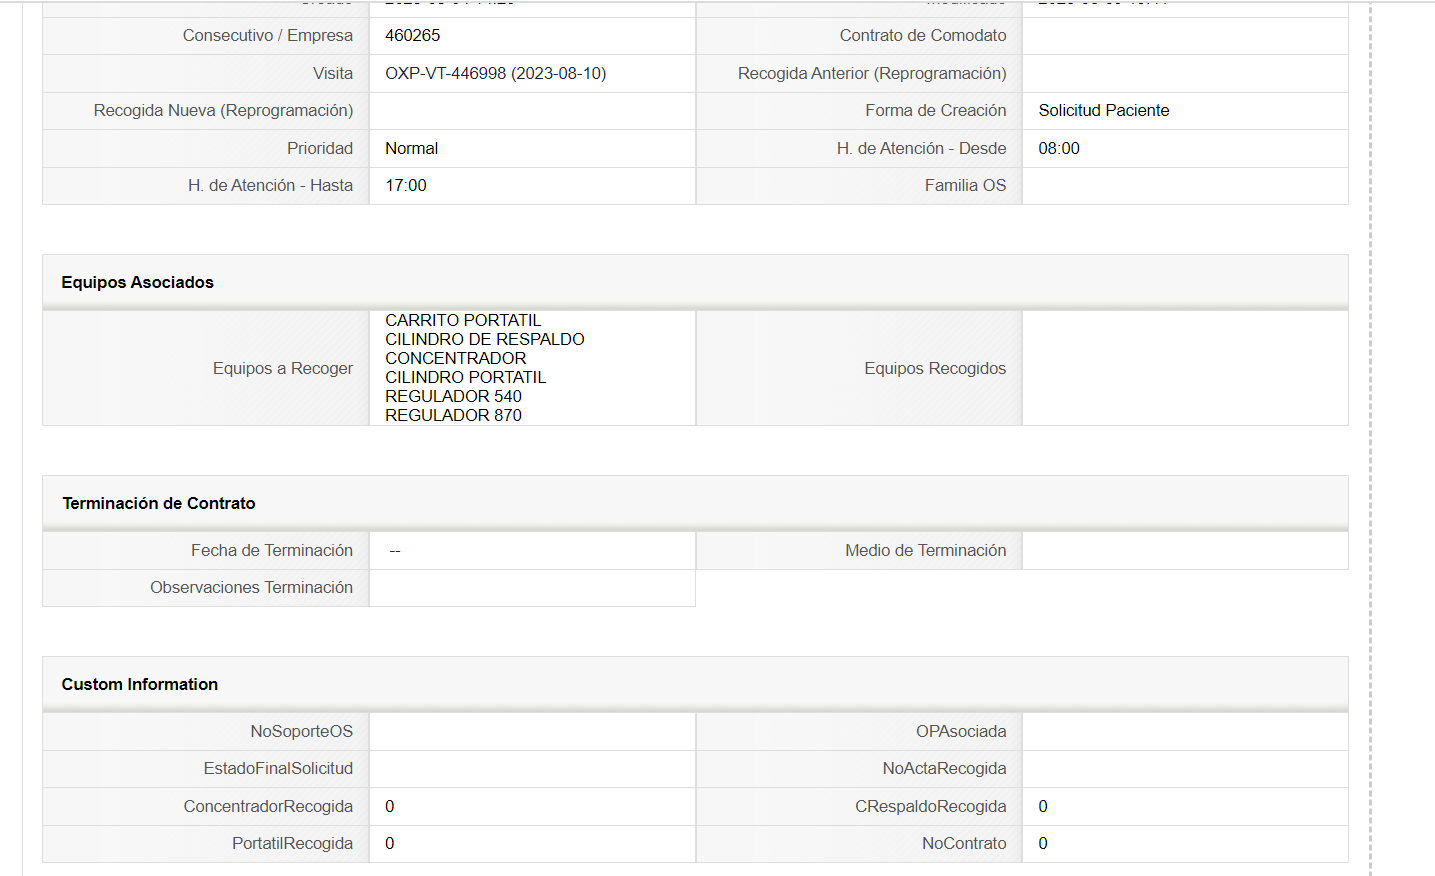 Consecutivo / Empresa 460265 Contrato de Comodato
Visita OXP-VT-446998 (2023-08-10) Recogida Anterior (Reprogramación)
Recogida Nueva (Reprogramación) Forma de Creación Solicitud Paciente
Prioridad Normal H. de Atención - Desde 08:00
H. de Atención - Hasta 17:00 Familia OS
Equipos Asociados
Equipos a Recoger
CARRITO PORTATIL
CILINDRO DE RESPALDO
CONCENTRADOR
CILINDRO PORTATIL
REGULADOR 540
REGULADOR 870
Equipos Recogidos
Terminación de Contrato
Fecha de Terminación -- Medio de Terminación
Observaciones Terminación
Custom Information
NoSoporteOS OPAsociada
EstadoFinalSolicitud NoActaRecogida
ConcentradorRecogida 0 CRespaldoRecogida 0
PortatilRecogida 0 NoContrato 0